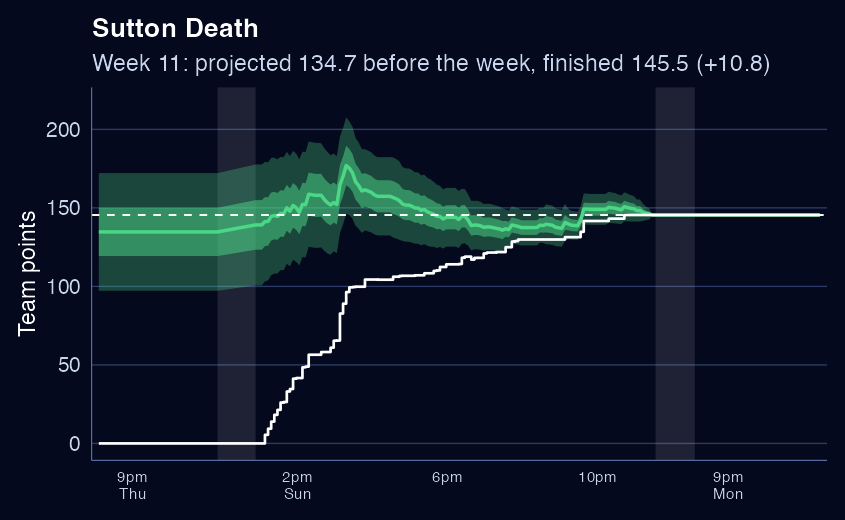 Sutton Death
Week 11: projected 134.7 before the week, finished 145.5 (+10.8)
Team points
200
150
100
50
0
9pm
Thu
2pm
Sun
6pm
10pm
9pm
Mon